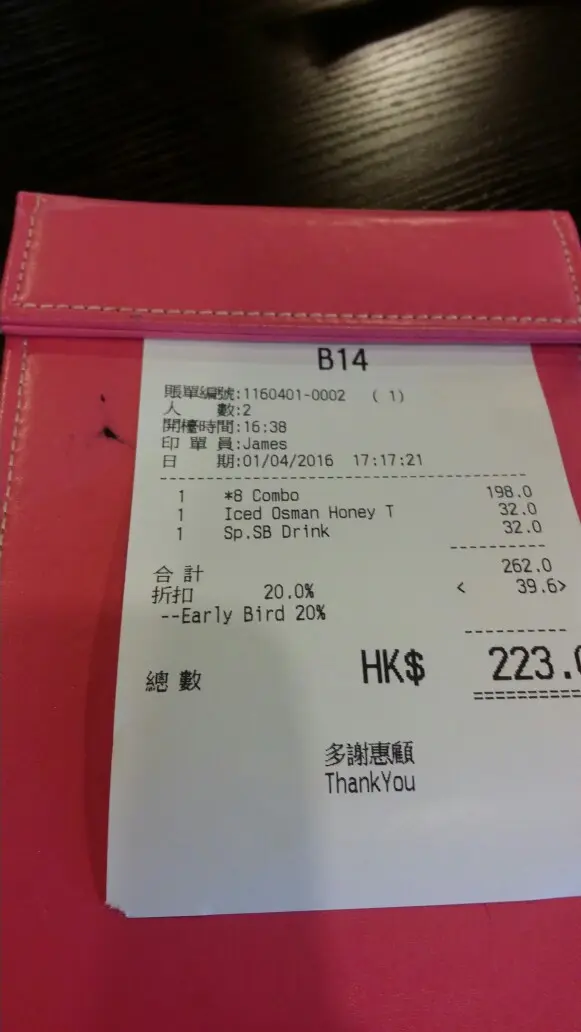 B14
賬單編號:1160401-0002 ( 1)
人 數:2
開檯時間:16:38
印 單 員:James
日 期:01/04/2016 17:17:21
1 *8 Combo 198.0
1 Iced Osman Honey T 32.0
1 Sp.SB Drink 32.0
合 計 262.0
折扣 20.0% < 39.6>
--Early Bird 20%
總 數 HK$ 223.0
多謝惠顧
ThankYou